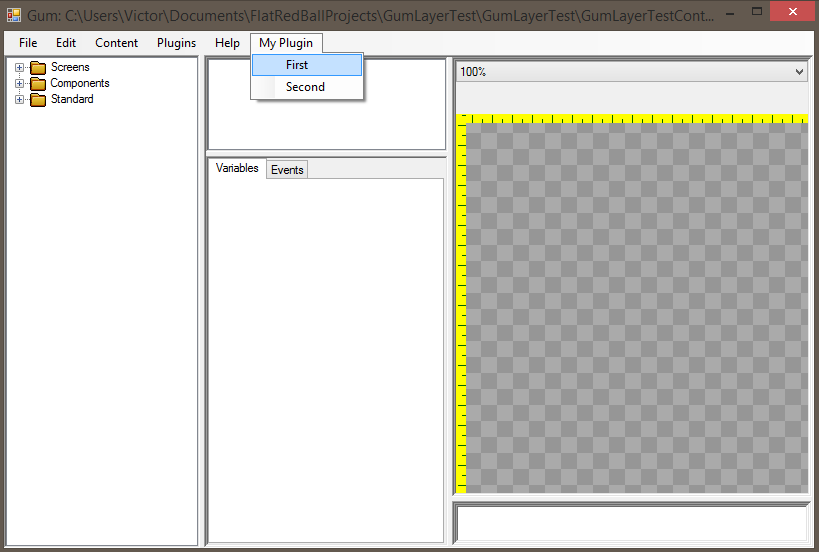 Gum: C:\Users\Victor\Documents\FlatRedBallProjects\GumLayerTest\GumLayerTest\GumLayerTestCont...
File Edit Content Plugins Help My Plugin
First
Second
Screens
Components
Standard
100%
Variables Events